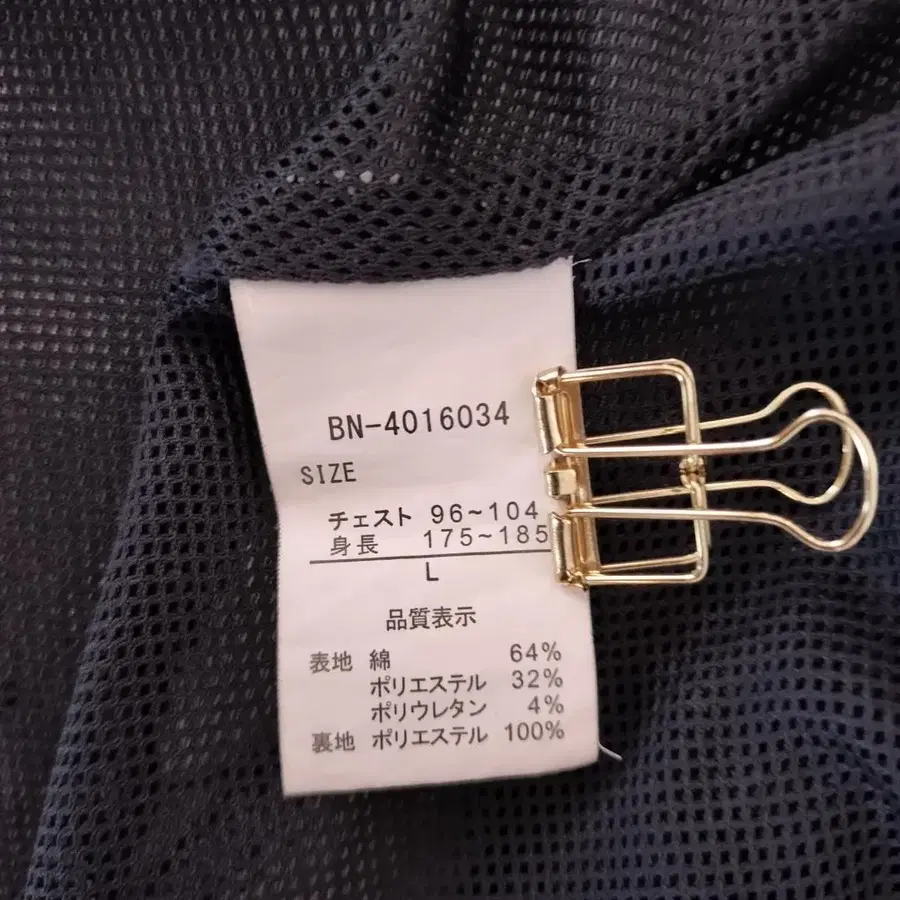 BN-4016034
SIZE
チェスト 96~104
身長 175~185
L
品質表示
表地 綿 64%
ポリエステル 32%
ポリウレタン 4%
裏地 ポリエステル 100%